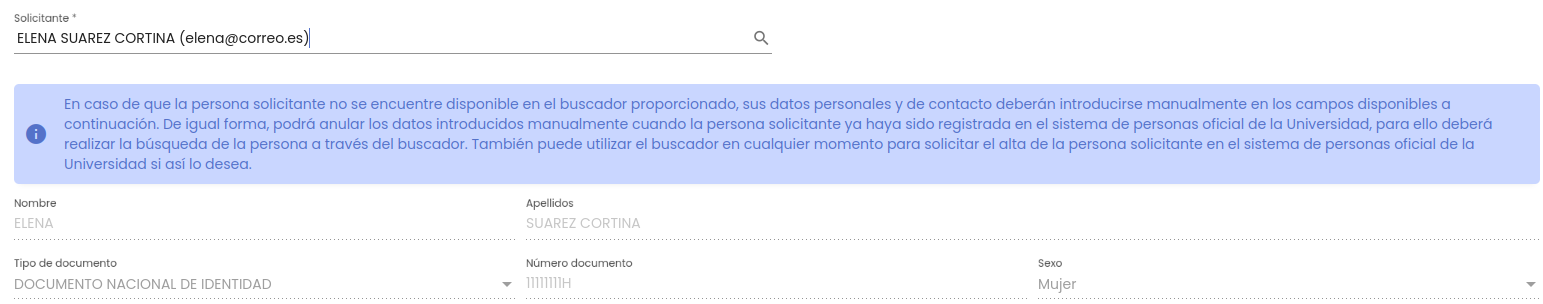 Solicitante *
ELENA SUAREZ CORTINA (elena@correo.es)
En caso de que la persona solicitante no se encuentre disponible en el buscador proporcionado, sus datos personales y de contacto deberán introducirse manualmente en los campos disponibles a
continuación. De igual forma, podrá anular los datos introducidos manualmente cuando la persona solicitante ya haya sido registrada en el sistema de personas oficial de la Universidad, para ello deberá
realizar la búsqueda de la persona a través del buscador. También puede utilizar el buscador en cualquier momento para solicitar el alta de la persona solicitante en el sistema de personas oficial de la
Universidad si así lo desea.
Nombre Apellidos
ELENA SUAREZ CORTINA
Tipo de documento Número documento Sexo
DOCUMENTO NACIONAL DE IDENTIDAD 11111111H Mujer